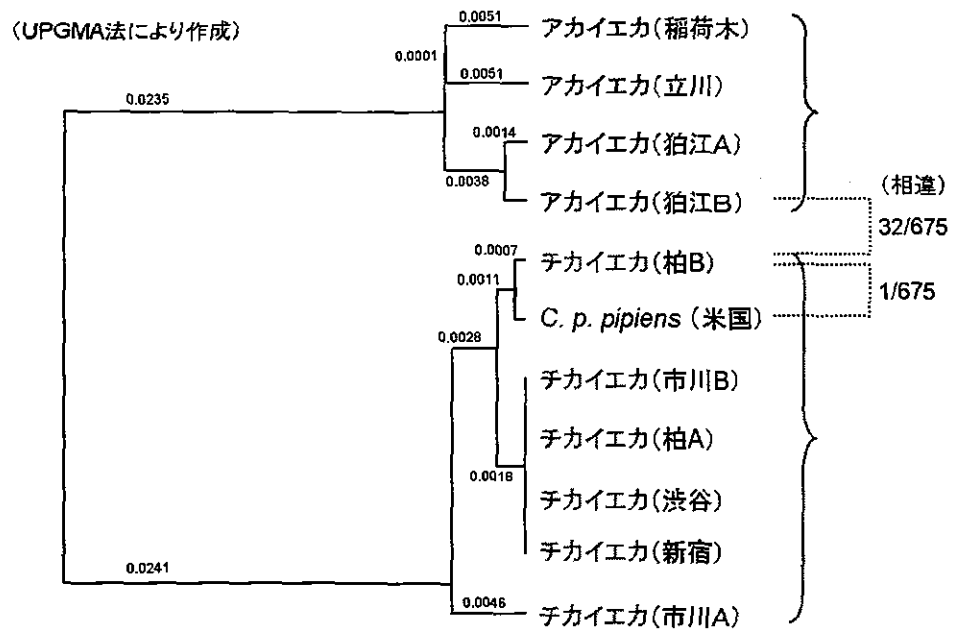 (UPGMA法により作成)
0.0051
アカイエカ(稲荷木)
0.0001
0.0051
アカイエカ(立川)
0.0235
0.0014
アカイエカ(狛江A)
0.0038
アカイエカ(狛江B)
(相違)
32/675
0.0007
チカイエカ(柏B)
0.0011
1/675
C. p. pipiens (米国)
0.0028
チカイエカ(市川B)
チカイエカ(柏A)
0.0018
チカイエカ(渋谷)
チカイエカ(新宿)
0.0241
0.0046
チカイエカ(市川A)